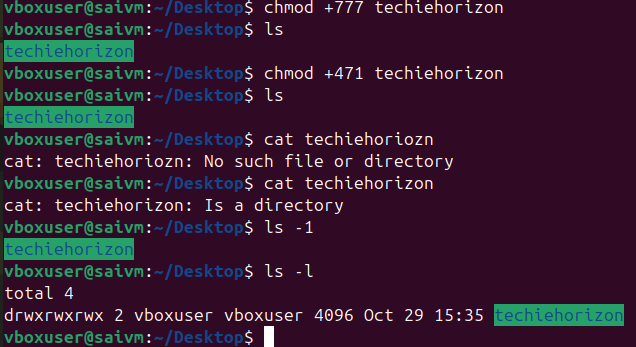 vboxuser@saivm:~/Desktop$ chmod +777 techiehorizon
vboxuser@saivm:~/Desktop$ ls
techiehorizon
vboxuser@saivm:~/Desktop$ chmod +471 techiehorizon
vboxuser@saivm:~/Desktop$ ls
techiehorizon
vboxuser@saivm:~/Desktop$ cat techiehoriozn
cat: techiehoriozn: No such file or directory
vboxuser@saivm:~/Desktop$ cat techiehorizon
cat: techiehorizon: Is a directory
vboxuser@saivm:~/Desktop$ ls -1
techiehorizon
vboxuser@saivm:~/Desktop$ ls -l
total 4
drwxrwxrwx 2 vboxuser vboxuser 4096 Oct 29 15:35 techiehorizon
vboxuser@saivm:~/Desktop$